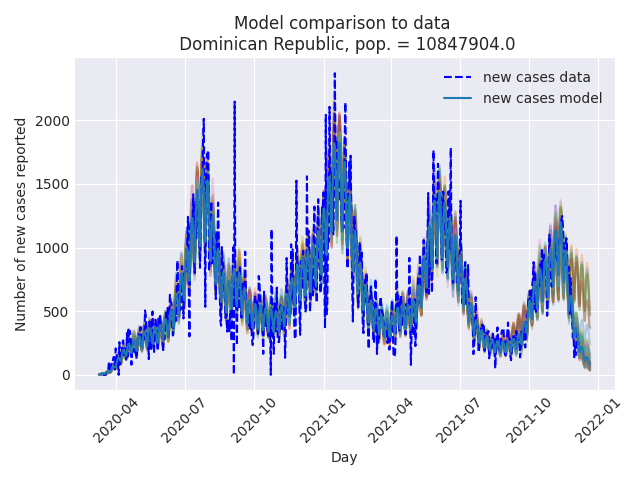 Model comparison to data
Dominican Republic, pop. = 10847904.0
new cases data
new cases model
Number of new cases reported
2000
1500
1000
500
0
2020-04
2020-07
2020-10
2021-01
2021-04
2021-07
2021-10
2022-01
Day